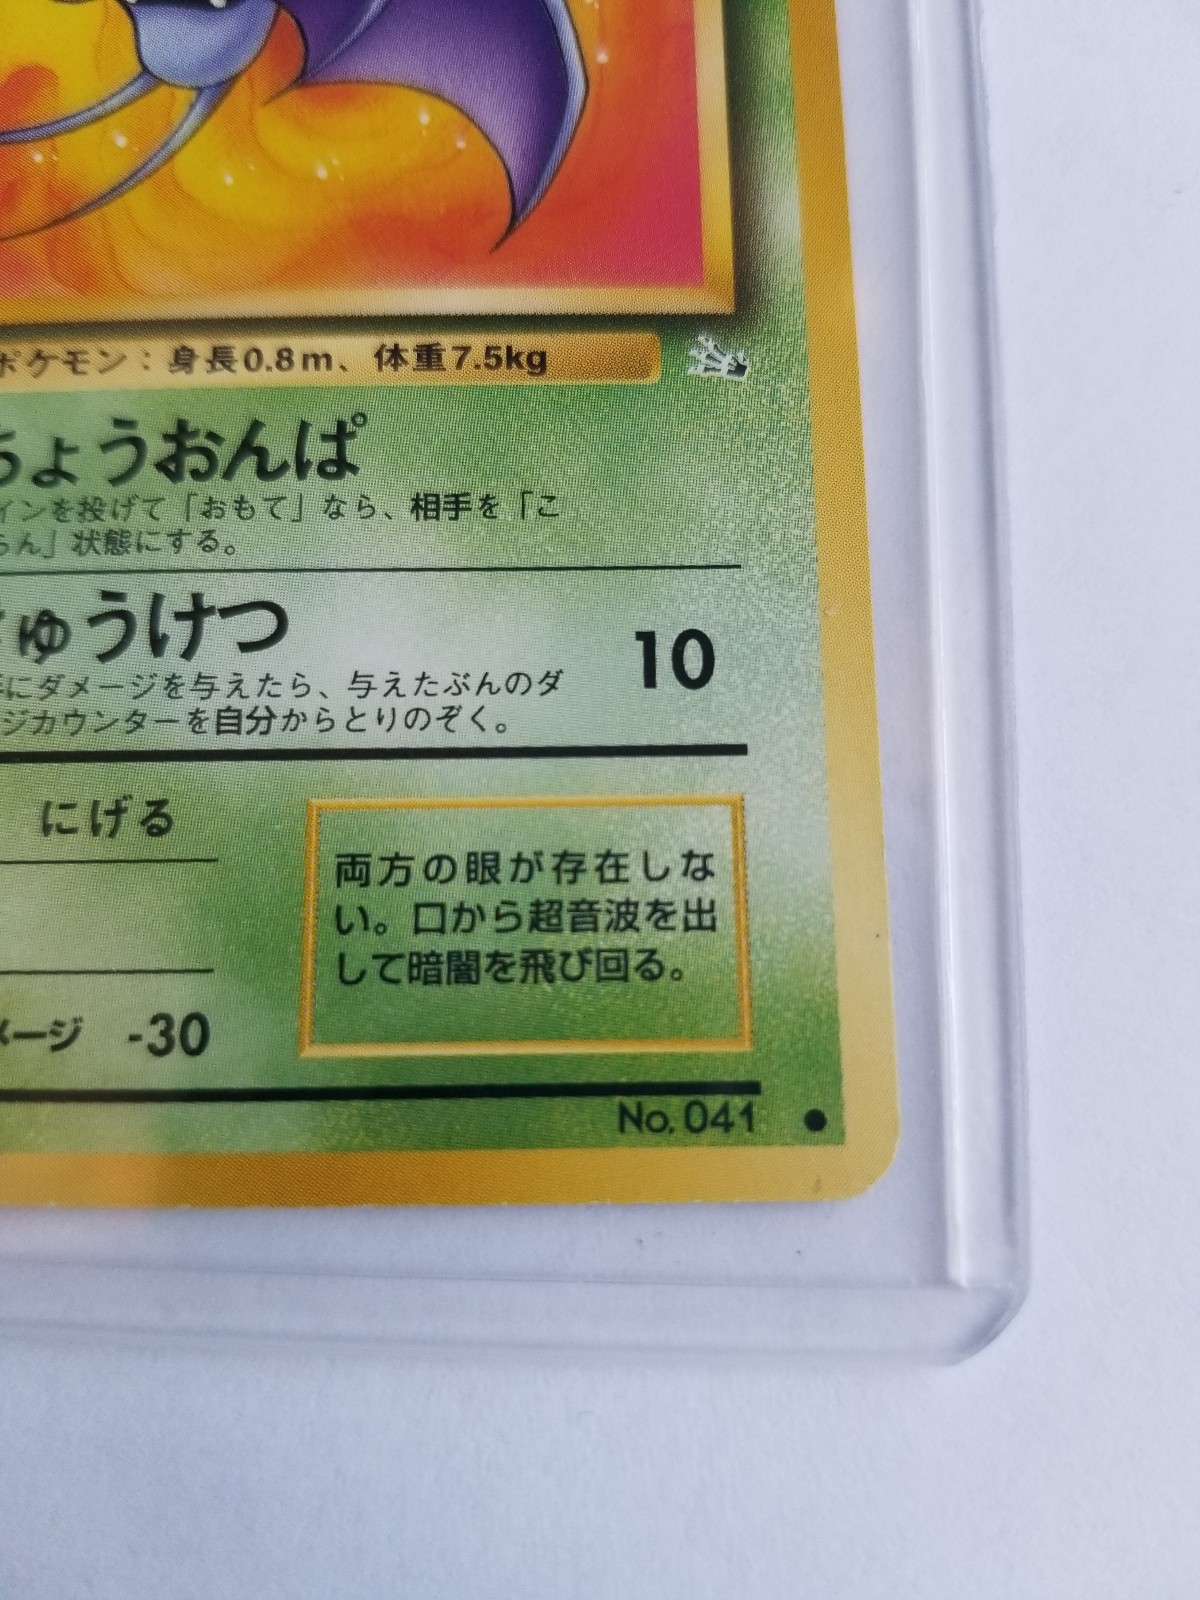 ポケモン：身長0.8m、体重7.5kg
ちょうおんぱ
インを投げて「おもて」なら、相手を「こ
らん」状態にする。
きゅうけつ
10
にダメージを与えたら、与えたぶんのダ
ジカウンターを自分からとりのぞく。
にげる
両方の眼が存在しな
い。口から超音波を出
して暗闇を飛び回る。
メージ -30
No. 041